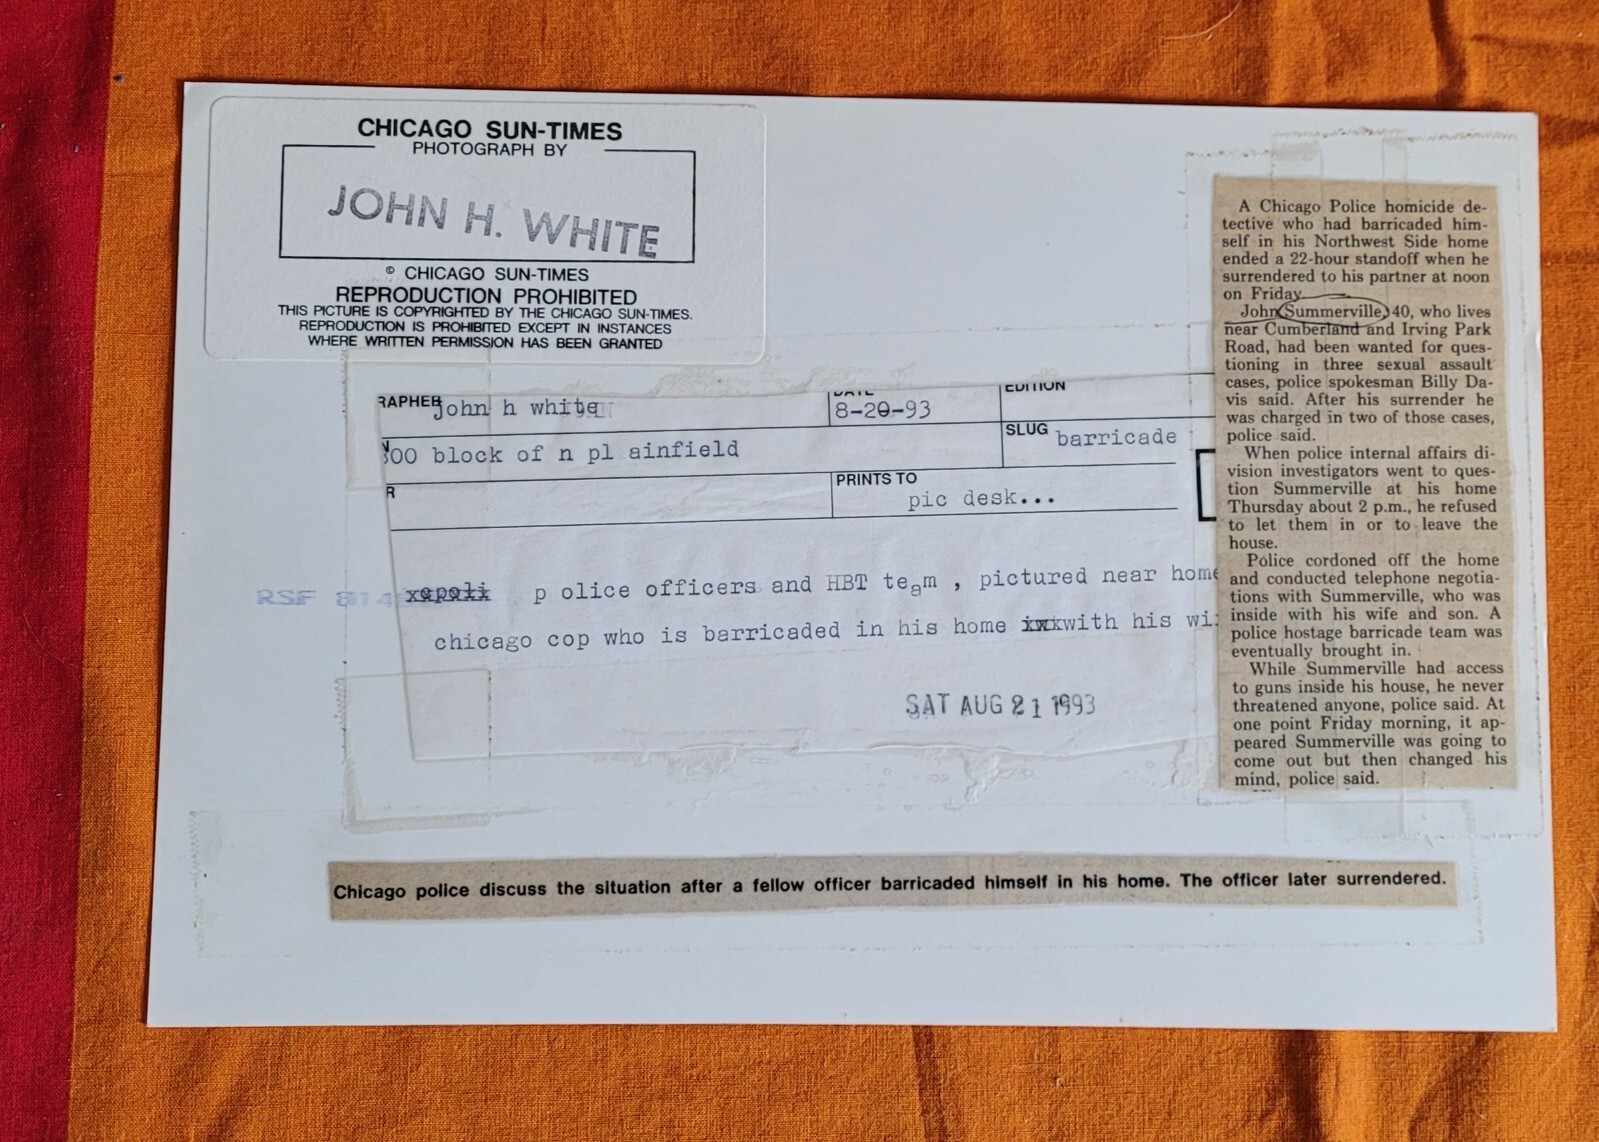 CHICAGO SUN-TIMES
PHOTOGRAPH BY
JOHN H. WHITE
© CHICAGO SUN-TIMES
REPRODUCTION PROHIBITED
THIS PICTURE IS COPYRIGHTED BY THE CHICAGO SUN-TIMES.
REPRODUCTION IS PROHIBITED EXCEPT IN INSTANCES
WHERE WRITTEN PERMISSION HAS BEEN GRANTED
RAPHER john h white
DATE 8-20-93
EDITION
00 block of n pl ainfield
SLUG barricade
R
PRINTS TO
pic desk...
RSF
p olice officers and HBT team , pictured near home
chicago cop who is barricaded in his home with his wi
SAT AUG 21 1993
A Chicago Police homicide de-
tective who had barricaded him-
self in his Northwest Side home
ended a 22-hour standoff when he
surrendered to his partner at noon
on Friday.
John Summerville, 40, who lives
near Cumberland and Irving Park
Road, had been wanted for ques-
tioning in three sexual assault
cases, police spokesman Billy Da-
vis said. After his surrender he
was charged in two of those cases,
police said.
When police internal affairs di-
vision investigators went to ques-
tion Summerville at his home
Thursday about 2 p.m., he refused
to let them in or to leave the
house.
Police cordoned off the home
and conducted telephone negotia-
tions with Summerville, who was
inside with his wife and son. A
police hostage barricade team was
eventually brought in.
While Summerville had access
to guns inside his house, he never
threatened anyone, police said. At
one point Friday morning, it ap-
peared Summerville was going to
come out but then changed his
mind, police said.
Chicago police discuss the situation after a fellow officer barricaded himself in his home. The officer later surrendered.